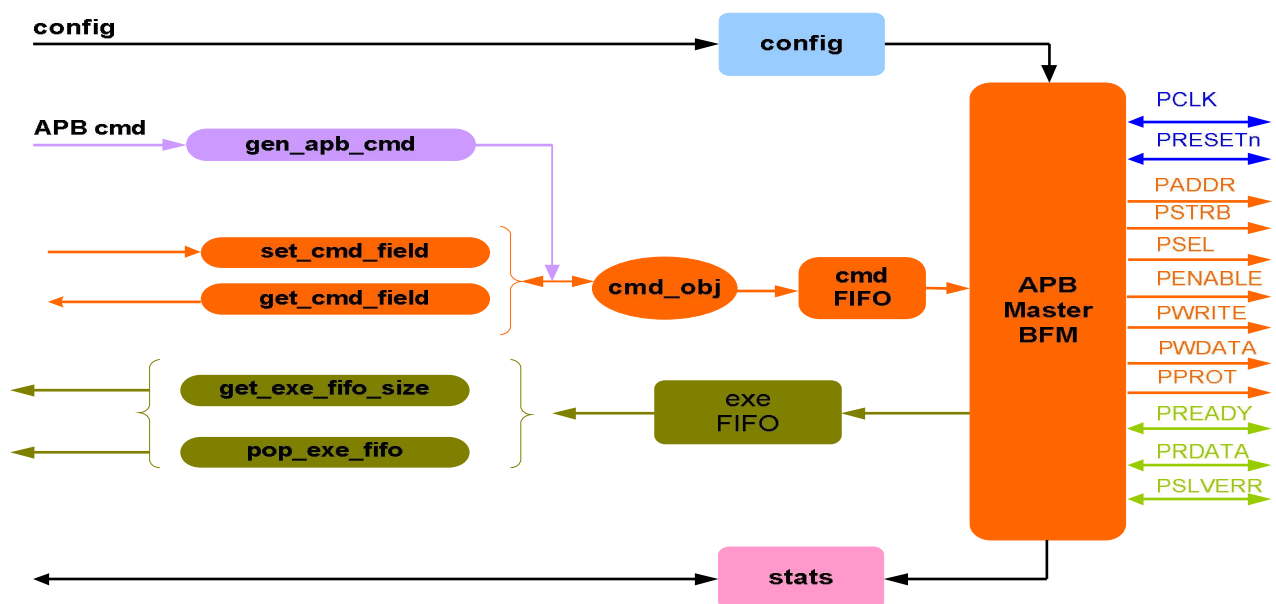 config
config
APB cmd
gen_apb_cmd
set_cmd_field
get_cmd_field
cmd_obj
cmd
FIFO
get_exe_fifo_size
pop_exe_fifo
exe
FIFO
stats
APB
Master
BFM
PCLK
PRESETn
PADDR
PSTRB
PSEL
PENABLE
PWRITE
PWDATA
PPROT
PREADY
PRDATA
PSLVERR